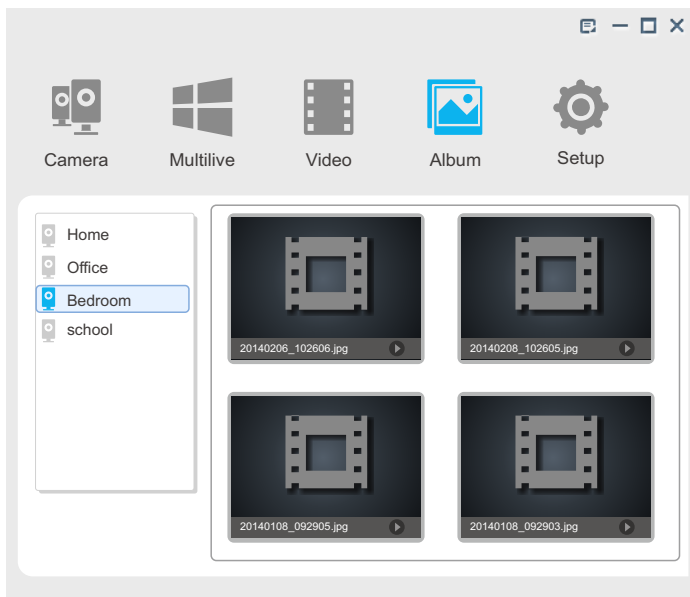 Camera Multilive Video Album Setup
Home
Office
Bedroom
school
20140206_102606.jpg 20140208_102605.jpg
20140108_092905.jpg 20140108_092903.jpg